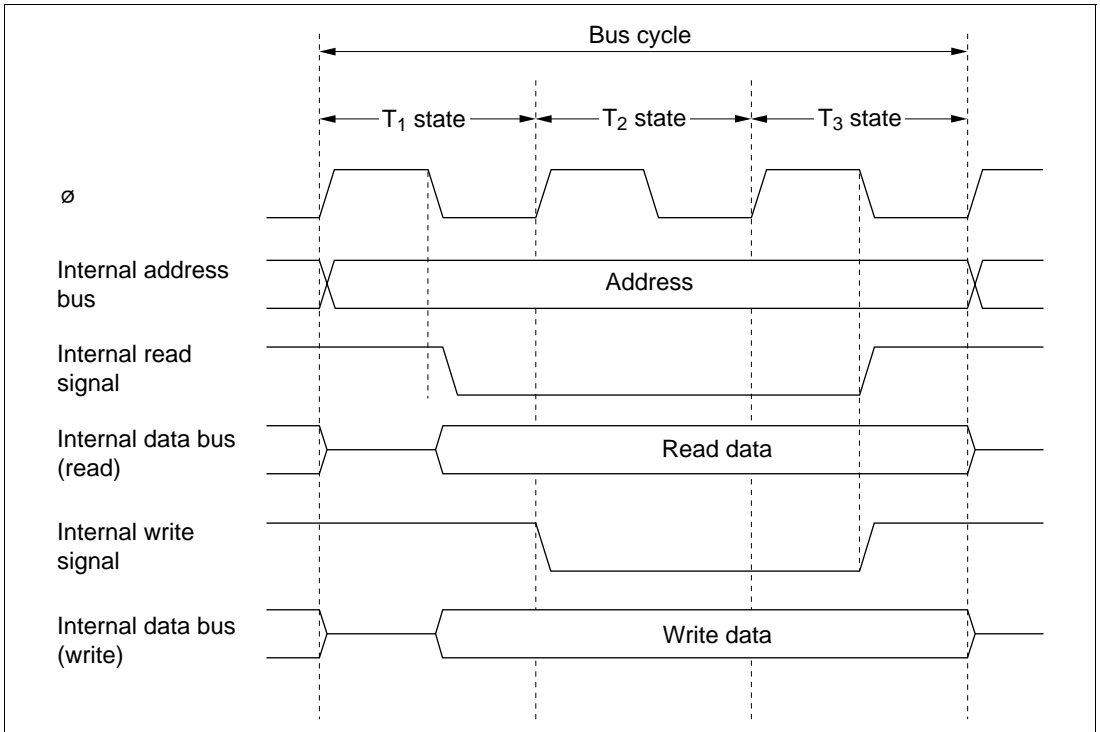 Bus cycle
T1 state
T2 state
T3 state
ø
Internal address
bus
Address
Internal read
signal
Internal data bus
(read)
Read data
Internal write
signal
Internal data bus
(write)
Write data